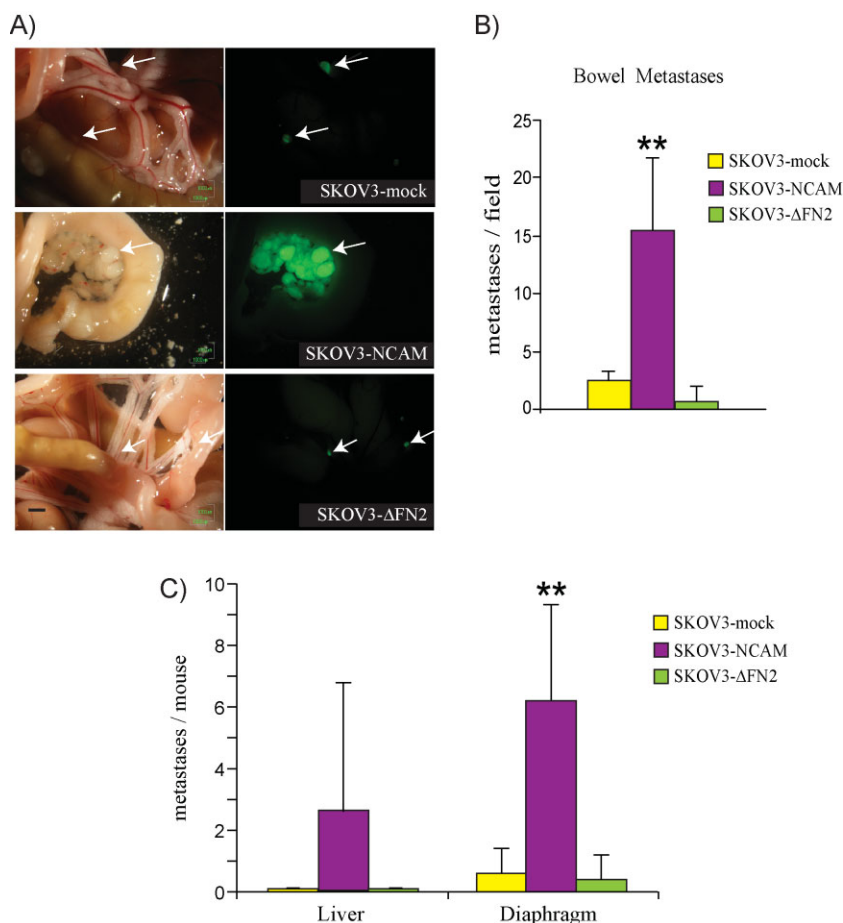 A)
SKOV3-mock
SKOV3-NCAM
SKOV3-ΔFN2
B)
Bowel Metastases
metastases / field
25
20
15
10
5
0
**
SKOV3-mock
SKOV3-NCAM
SKOV3-ΔFN2
C)
metastases / mouse
10
8
6
4
2
0
**
Liver
Diaphragm
SKOV3-mock
SKOV3-NCAM
SKOV3-ΔFN2